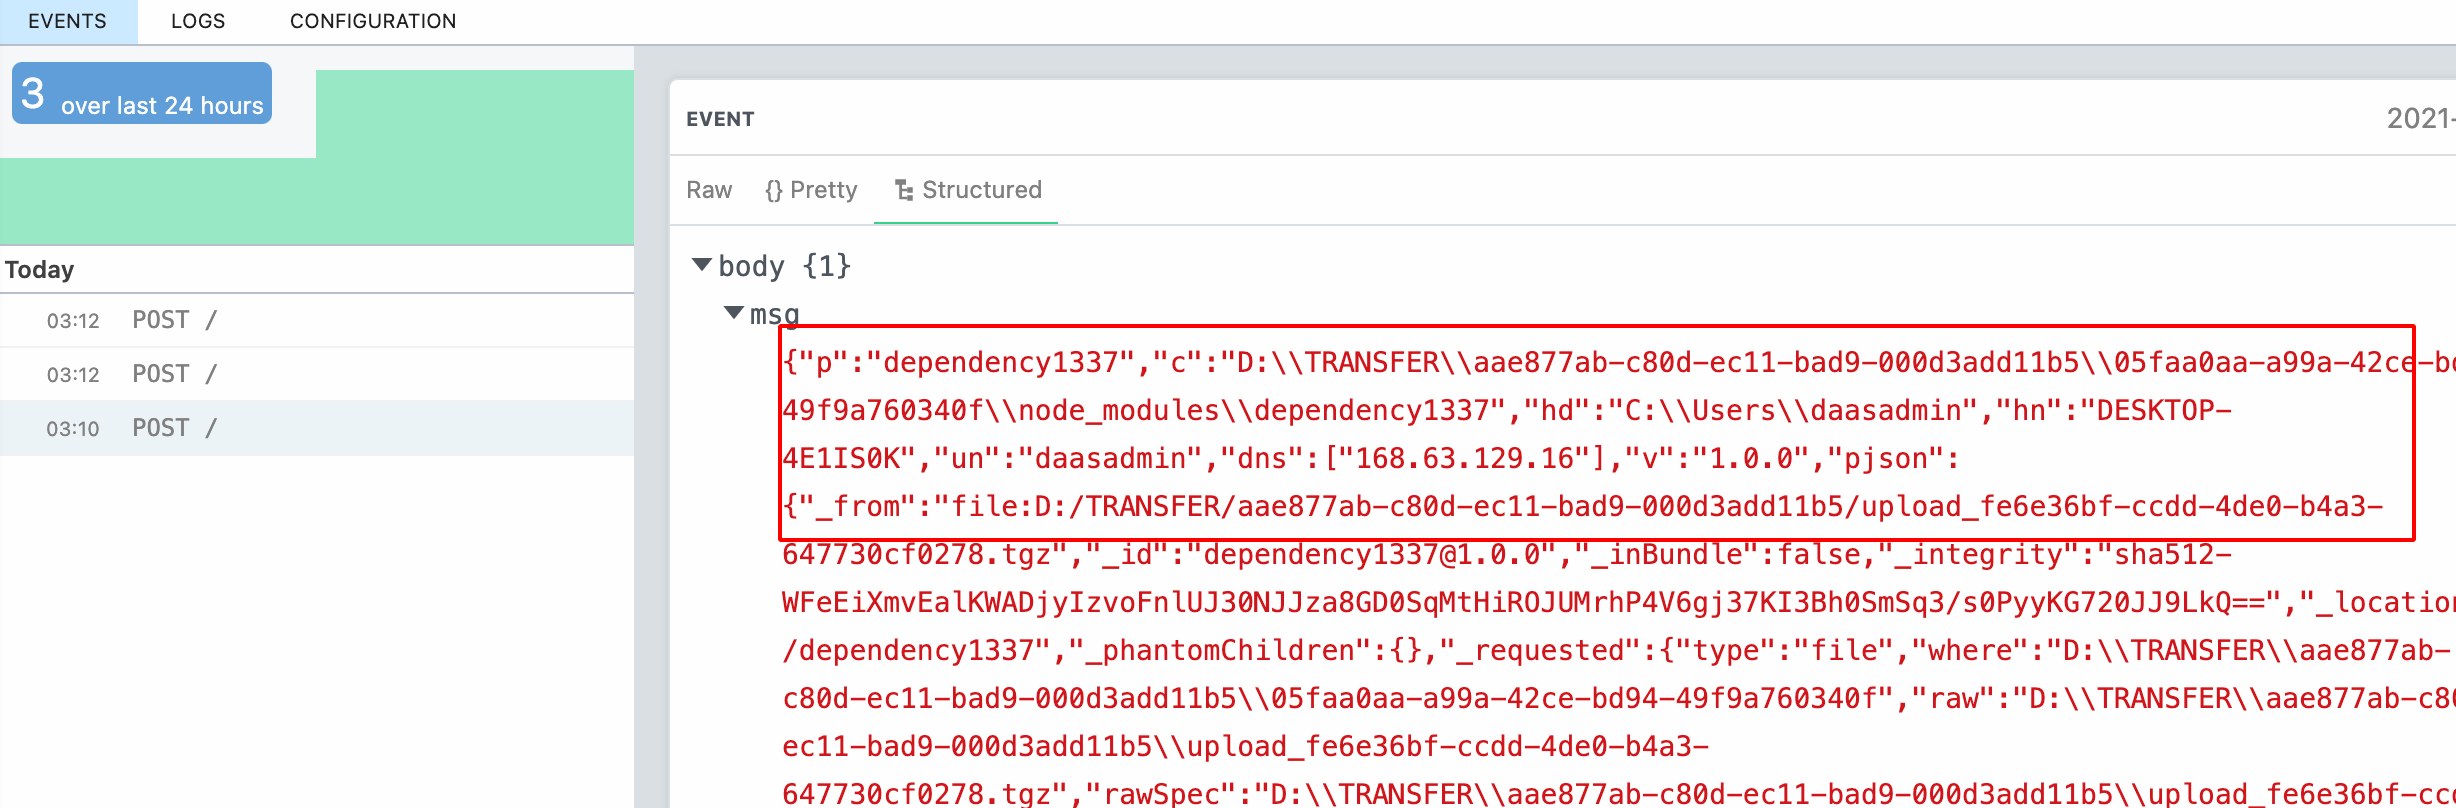 EVENTS LOGS CONFIGURATION
3 over last 24 hours
Today
03:12 POST /
03:12 POST /
03:10 POST /
EVENT 2021-
Raw {} Pretty Structured
body {1}
msg
{"p":"dependency1337","c":"D:\\TRANSFER\\aae877ab-c80d-ec11-bad9-000d3add11b5\\05faa0aa-a99a-42ce-bd
49f9a760340f\\node_modules\\dependency1337","hd":"C:\\Users\\daasadmin","hn":"DESKTOP-
4E1IS0K","un":"daasadmin","dns":["168.63.129.16"],"v":"1.0.0","pjson":
{"_from":"file:D:/TRANSFER/aae877ab-c80d-ec11-bad9-000d3add11b5/upload_fe6e36bf-ccdd-4de0-b4a3-
647730cf0278.tgz","_id":"dependency1337@1.0.0","_inBundle":false,"_integrity":"sha512-
WFeEiXmvEalKWADjyIzvoFnlUJ30NJJza8GD0SqMtHiROJUMrhP4V6gj37KI3Bh0SmSq3/s0PyyKG720JJ9LkQ==","_location
/dependency1337","_phantomChildren":{},"_requested":{"type":"file","where":"D:\\TRANSFER\\aae877ab-
c80d-ec11-bad9-000d3add11b5\\05faa0aa-a99a-42ce-bd94-49f9a760340f","raw":"D:\\TRANSFER\\aae877ab-c80
ec11-bad9-000d3add11b5\\upload_fe6e36bf-ccdd-4de0-b4a3-
647730cf0278.tgz","rawSpec":"D:\\TRANSFER\\aae877ab-c80d-ec11-bad9-000d3add11b5\\upload_fe6e36bf-ccd